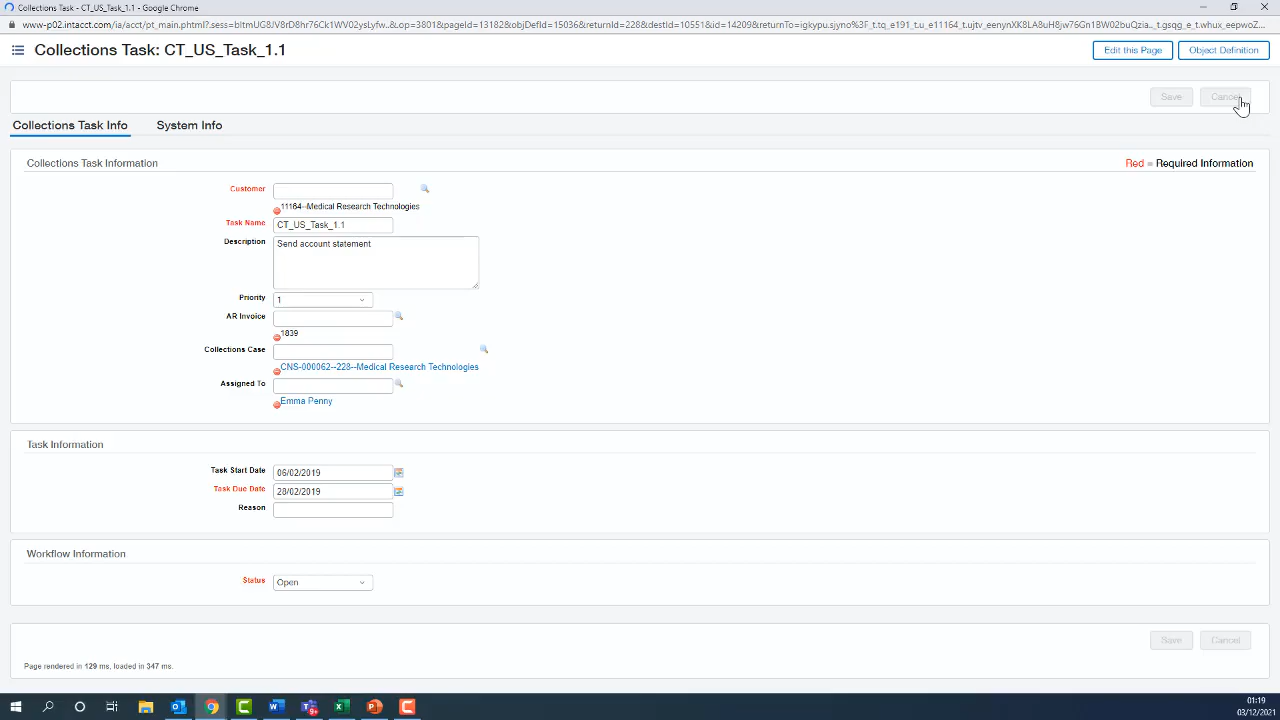 Collections Task - CT_US_Task_1.1 - Google Chrome
Collections Task: CT_US_Task_1.1
Edit this Page
Object Definition
Save
Cancel
Collections Task Info
System Info
Collections Task Information
Red = Required Information
Customer
11164--Medical Research Technologies
Task Name
CT_US_Task_1.1
Description
Send account statement
Priority
1
AR Invoice
1839
Collections Case
CNS-000062--228--Medical Research Technologies
Assigned To
Emma Penny
Task Information
Task Start Date
06/02/2019
Task Due Date
28/02/2019
Reason
Workflow Information
Status
Open
Save
Cancel
Page rendered in 129 ms, loaded in 347 ms.
01:19
03/12/2021